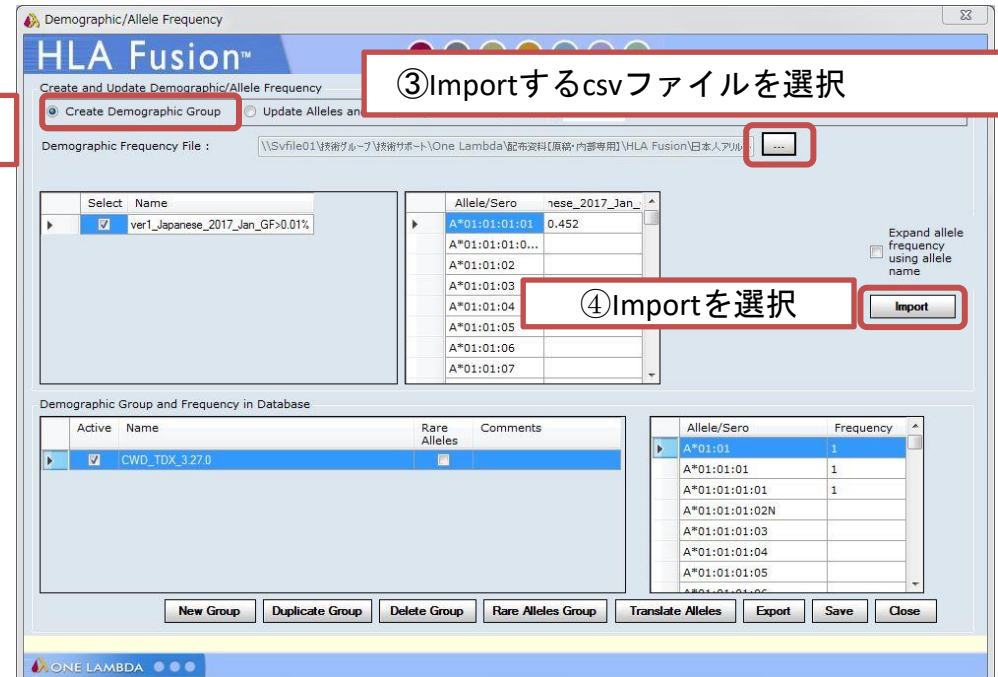 Demographic/Allele Frequency
HLA Fusion™
Create and Update Demographic/Allele Frequency
③Importするcsvファイルを選択
Create Demographic Group
Update Alleles and
Demographic Frequency File :
\\Svfile01\技術グループ\技術サポート\One Lambda\配布資料【原稿・内部専用】\HLA Fusion\日本人アリル
...
Select Name
ver1_Japanese_2017_Jan_GF>0.01%
Allele/Sero nese_2017_Jan_
A*01:01:01:01 0.452
A*01:01:01:0...
A*01:01:02
A*01:01:03
A*01:01:04
A*01:01:05
A*01:01:06
A*01:01:07
Expand allele
frequency
using allele
name
④Importを選択
Import
Demographic Group and Frequency in Database
Active Name Rare Alleles Comments
CWD_TDX_3.27.0
Allele/Sero Frequency
A*01:01 1
A*01:01:01 1
A*01:01:01:01 1
A*01:01:01:02N
A*01:01:01:03
A*01:01:01:04
A*01:01:01:05
New Group Duplicate Group Delete Group Rare Alleles Group Translate Alleles Export Save Close
ONE LAMBDA